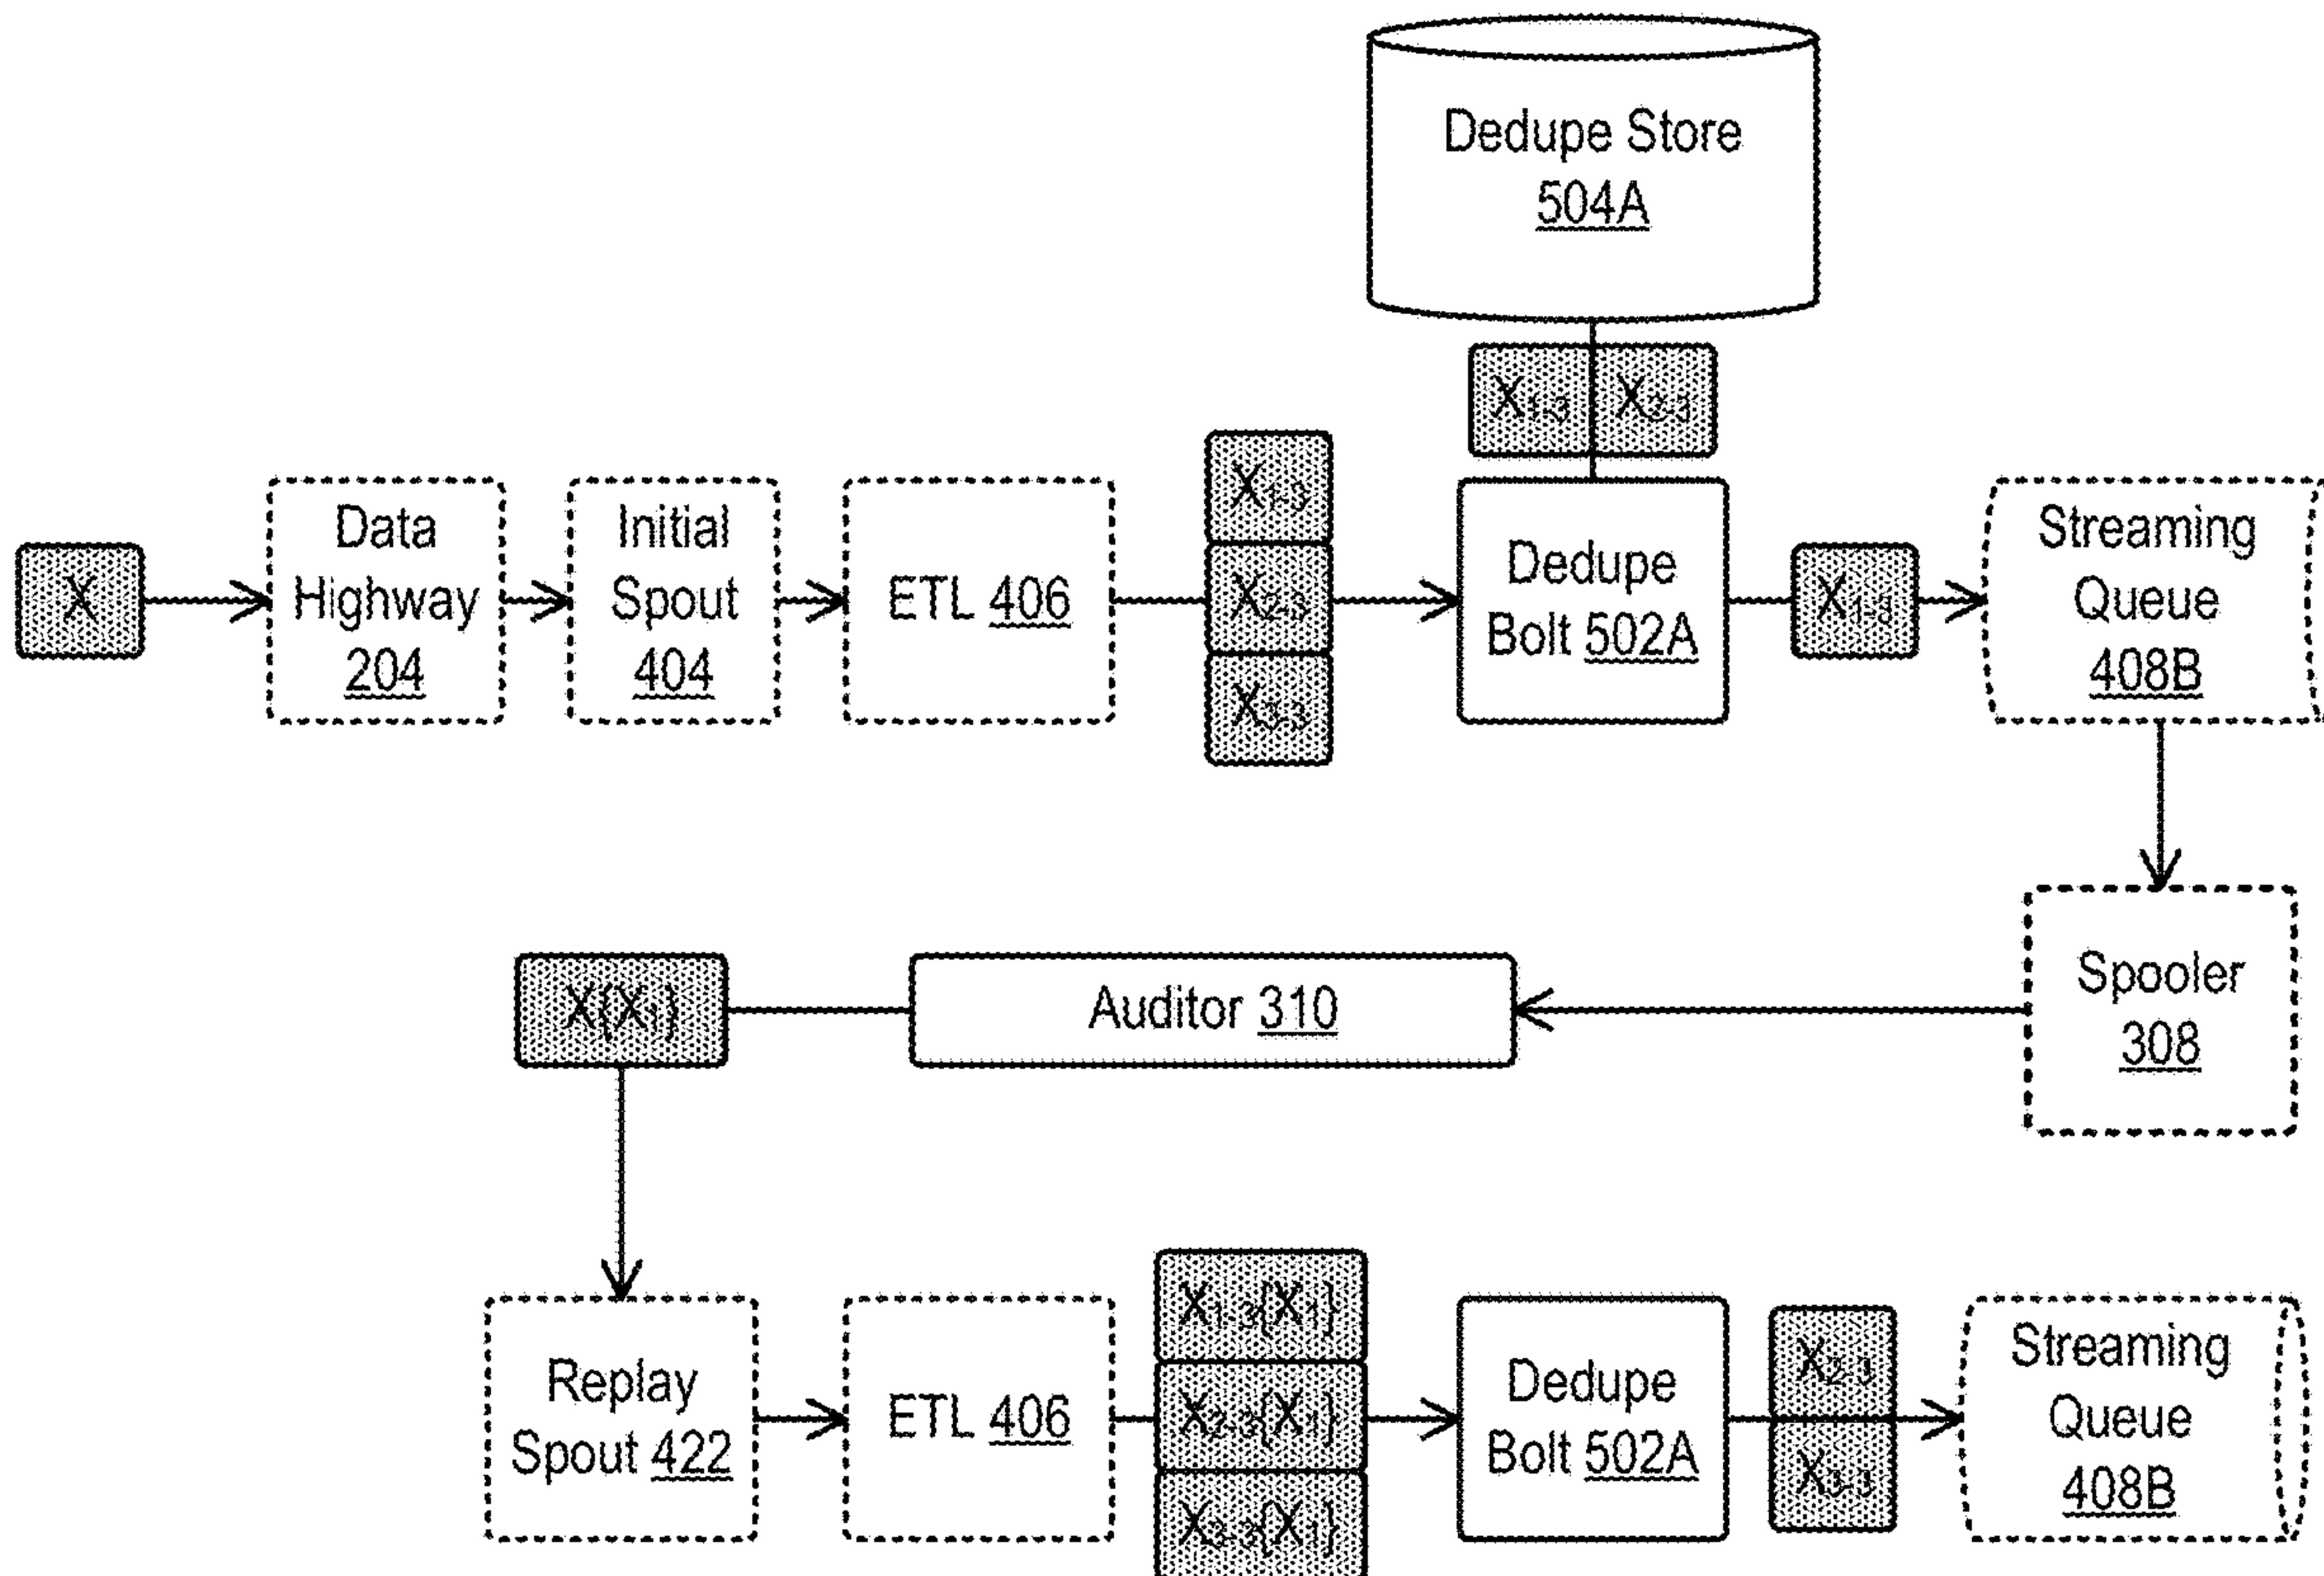 Dedupe Store
504A
X1-3 X2-3
X
Data
Highway
204
Initial
Spout
404
ETL 406
X1-3
X2-3
X3-3
Dedupe
Bolt 502A
X1-3
Streaming
Queue
408B
X{X1}
Auditor 310
Spooler
308
Replay
Spout 422
ETL 406
X1-3{X1}
X2-3{X1}
X3-3{X1}
Dedupe
Bolt 502A
X2-3
X3-3
Streaming
Queue
408B